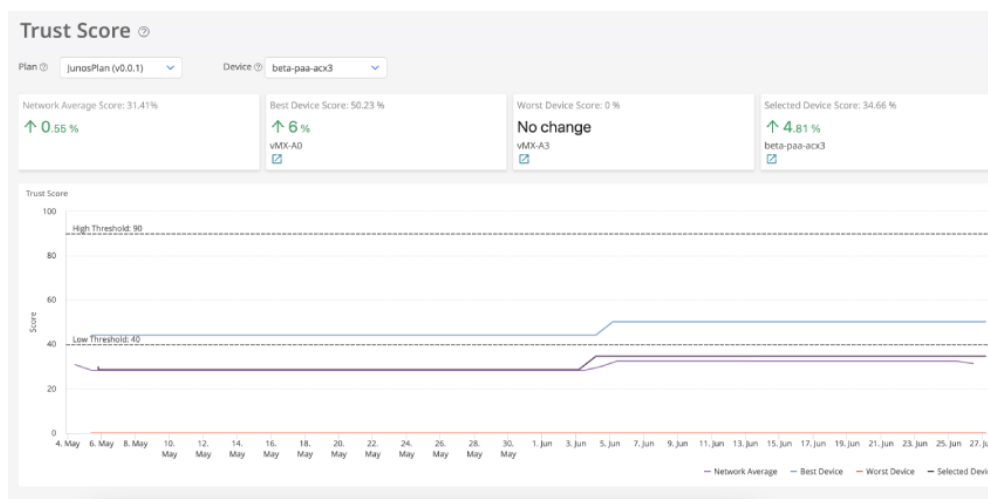 Trust Score ?
Plan ? JunosPlan (v0.0.1) Device ? beta-paa-acx3
Network Average Score: 31.41%
↑ 0.55 %
Best Device Score: 50.23 %
↑ 6 %
vMX-A0
Worst Device Score: 0 %
No change
vMX-A3
Selected Device Score: 34.66 %
↑ 4.81 %
beta-paa-acx3
Trust Score
100
High Threshold: 90
80
60
Score
40
Low Threshold: 40
20
0
4. May 6. May 8. May 10. May 12. May 14. May 16. May 18. May 20. May 22. May 24. May 26. May 28. May 30. May 1. Jun 3. Jun 5. Jun 7. Jun 9. Jun 11. Jun 13. Jun 15. Jun 17. Jun 19. Jun 21. Jun 23. Jun 25. Jun 27. Ju
Network Average Best Device Worst Device Selected Devi